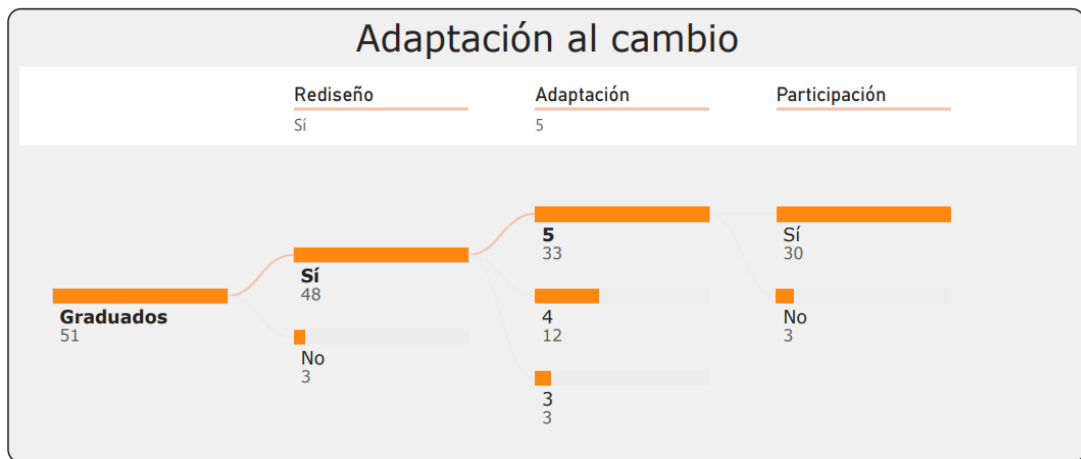 Adaptación al cambio
Rediseño
Sí
Adaptación
5
Participación
Graduados
51
Sí
48
No
3
5
33
4
12
3
3
Sí
30
No
3